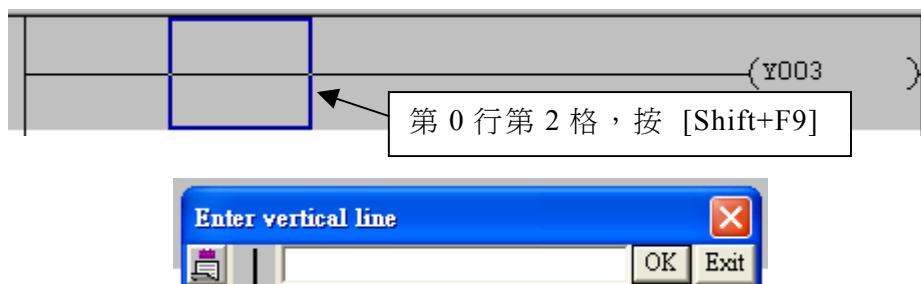 (Y003 )
第 0 行第 2 格，按 [Shift+F9]
Enter vertical line
OK Exit